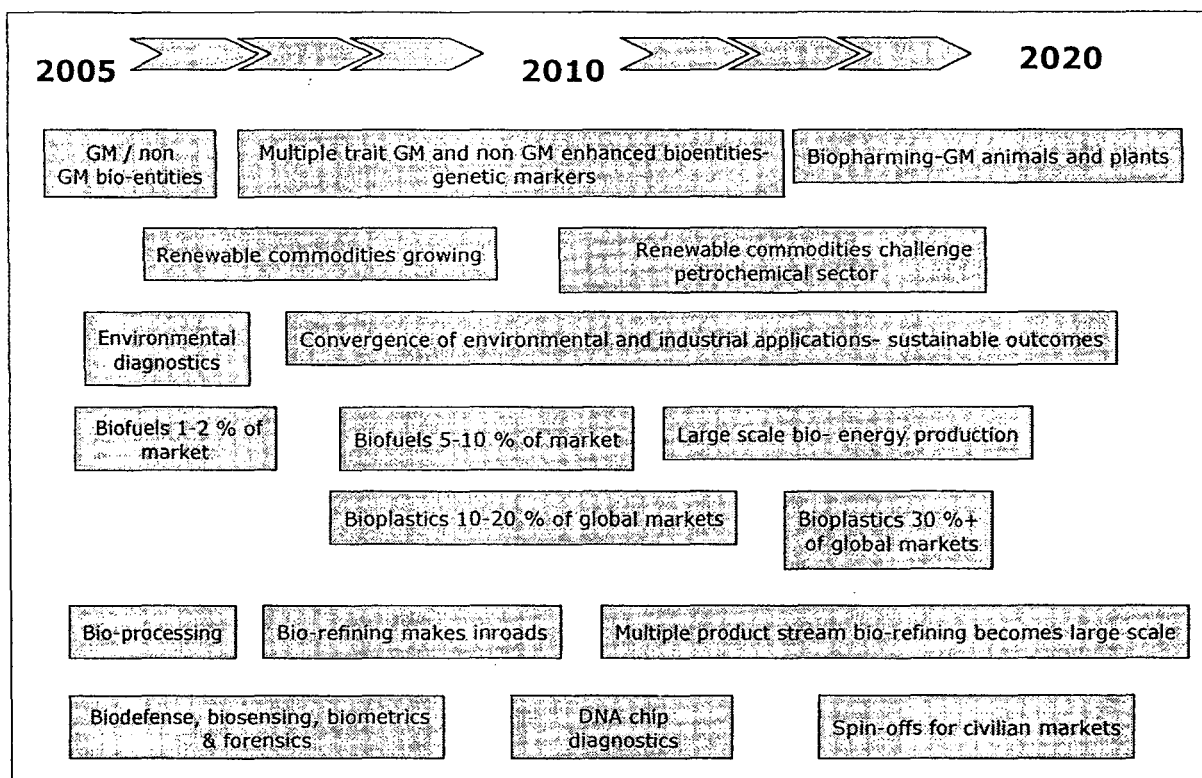 2005
2010
2020
GM / non
GM bio-entities
Multiple trait GM and non GM enhanced bioentities-
genetic markers
Biopharming-GM animals and plants
Renewable commodities growing
Renewable commodities challenge
petrochemical sector
Environmental
diagnostics
Convergence of environmental and industrial applications- sustainable outcomes
Biofuels 1-2 % of
market
Biofuels 5-10 % of market
Large scale bio- energy production
Bioplastics 10-20 % of global markets
Bioplastics 30 %+
of global markets
Bio-processing
Bio-refining makes inroads
Multiple product stream bio-refining becomes large scale
Biodefense, biosensing, biometrics
& forensics
DNA chip
diagnostics
Spin-offs for civilian markets